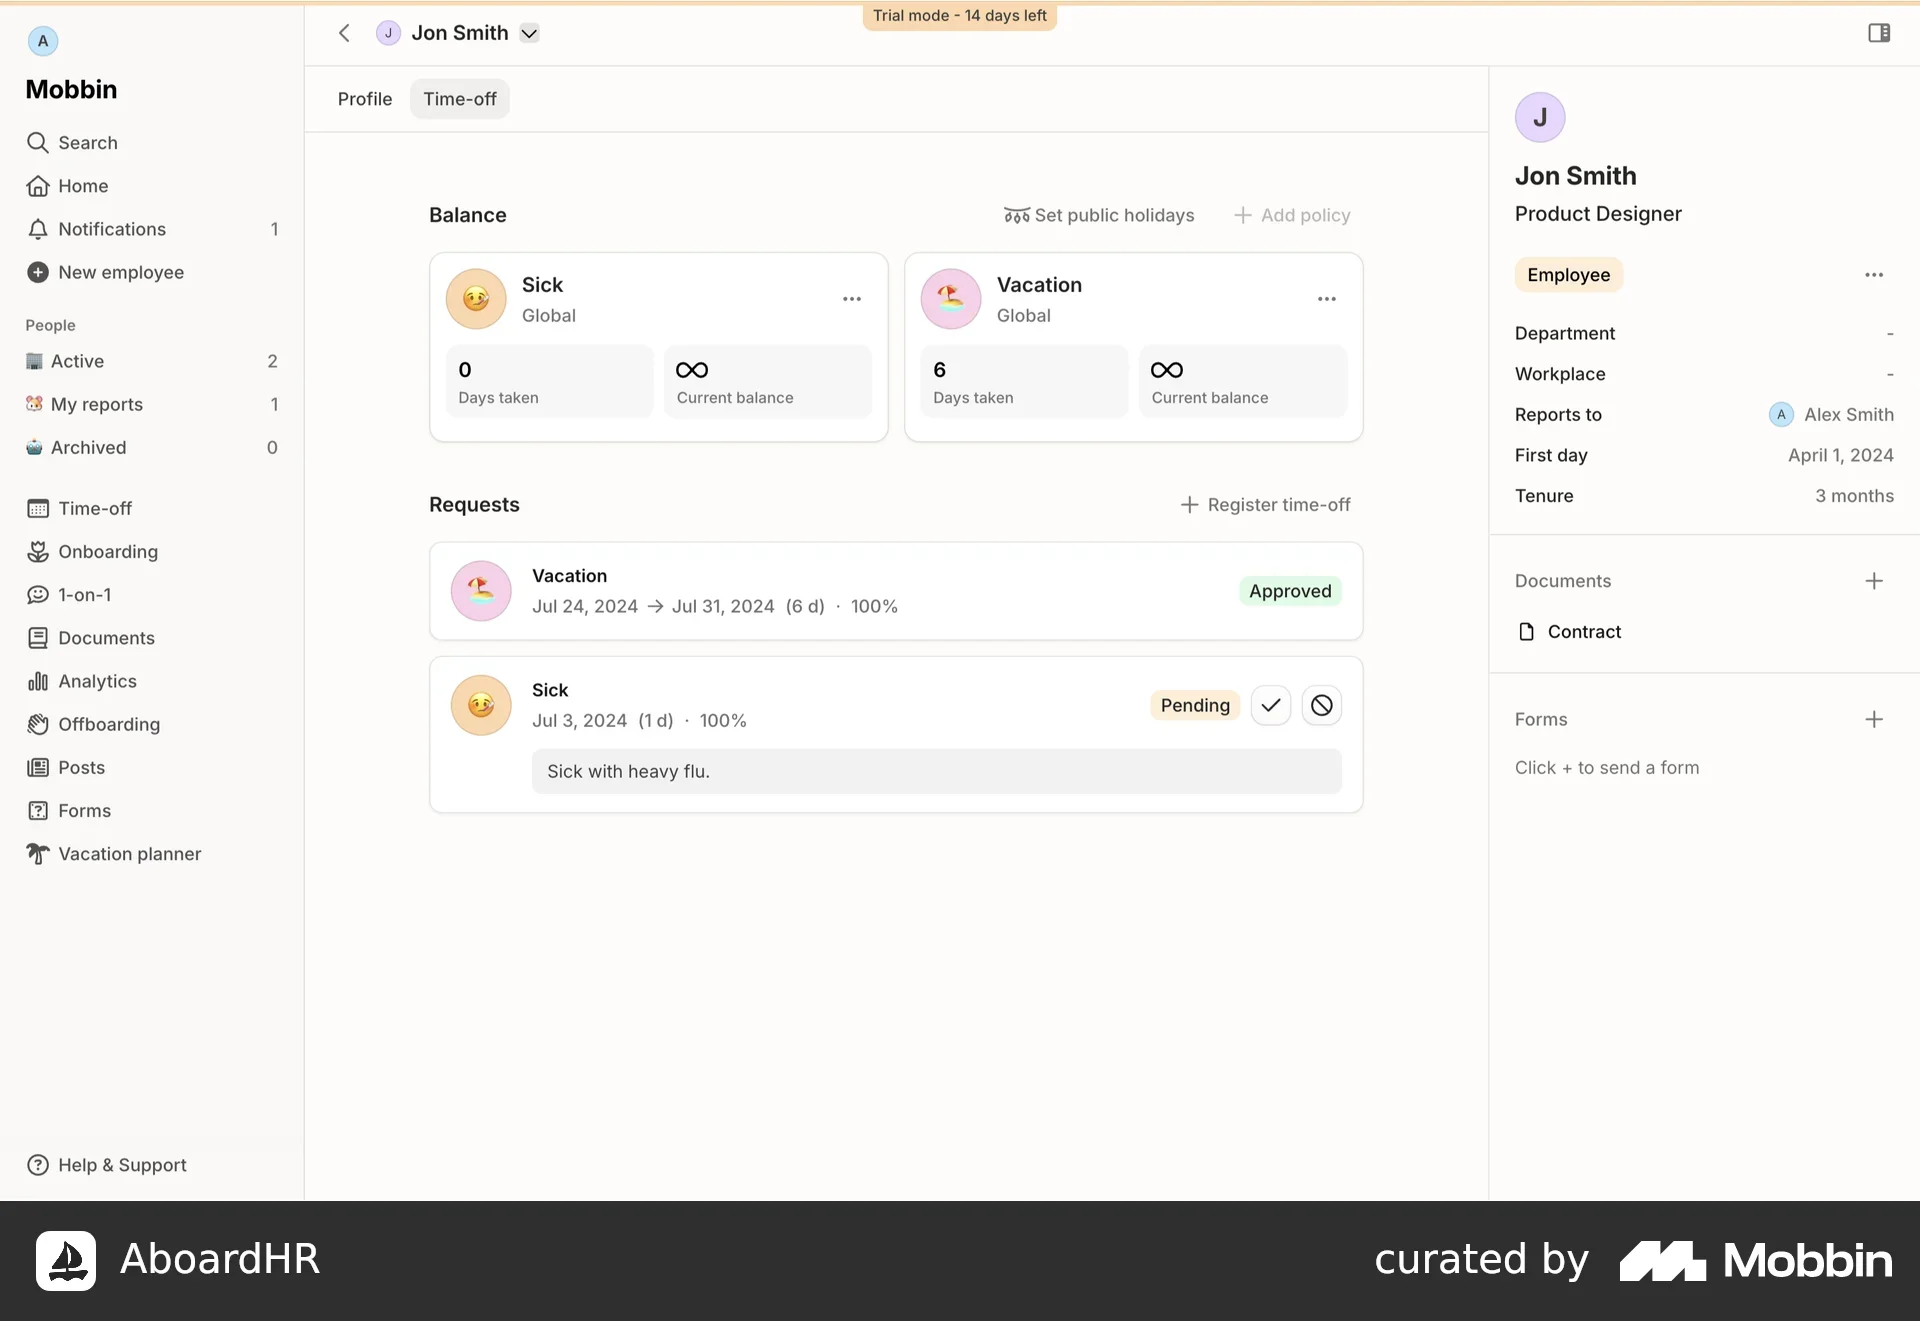 Trial mode - 14 days left
A
Mobbin
Search
Home
Notifications 1
New employee
People
Active 2
My reports 1
Archived 0
Time-off
Onboarding
1-on-1
Documents
Analytics
Offboarding
Posts
Forms
Vacation planner
Help & Support
J Jon Smith
Profile Time-off
Balance Set public holidays + Add policy
Sick
Global
0
Days taken
∞
Current balance
Vacation
Global
6
Days taken
∞
Current balance
Requests + Register time-off
Vacation
Jul 24, 2024 → Jul 31, 2024 (6 d) · 100%
Approved
Sick
Jul 3, 2024 (1 d) · 100%
Pending
Sick with heavy flu.
J
Jon Smith
Product Designer
Employee
Department -
Workplace -
Reports to A Alex Smith
First day April 1, 2024
Tenure 3 months
Documents +
Contract
Forms +
Click + to send a form
AboardHR
curated by Mobbin